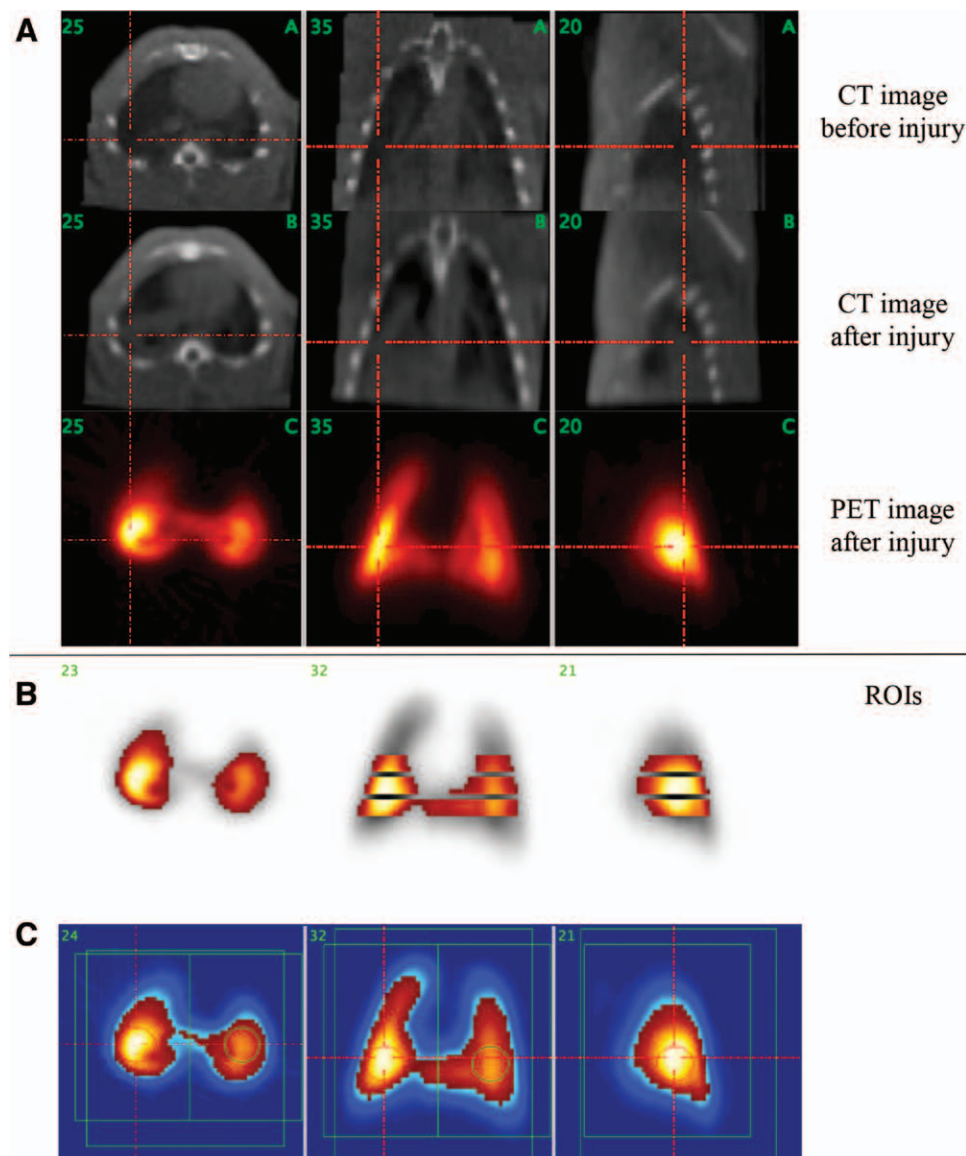 A
25 A 35 A 20 A
CT image
before injury
25 B 35 B 20 B
CT image
after injury
25 C 35 C 20 C
PET image
after injury
B
23 32 21
ROIs
C
24 32 21